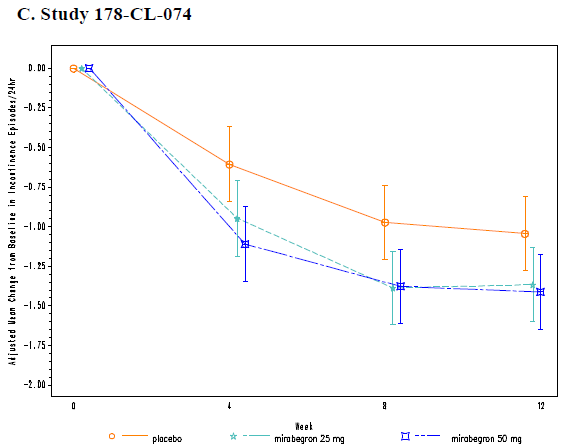 C. Study 178-CL-074
Adjusted Mean Change from Baseline in Incontinence Episodes/24hr
0.00
-0.25
-0.50
-0.75
-1.00
-1.25
-1.50
-1.75
-2.00
0 4 8 12
Week
placebo mirabegron 25 mg mirabegron 50 mg